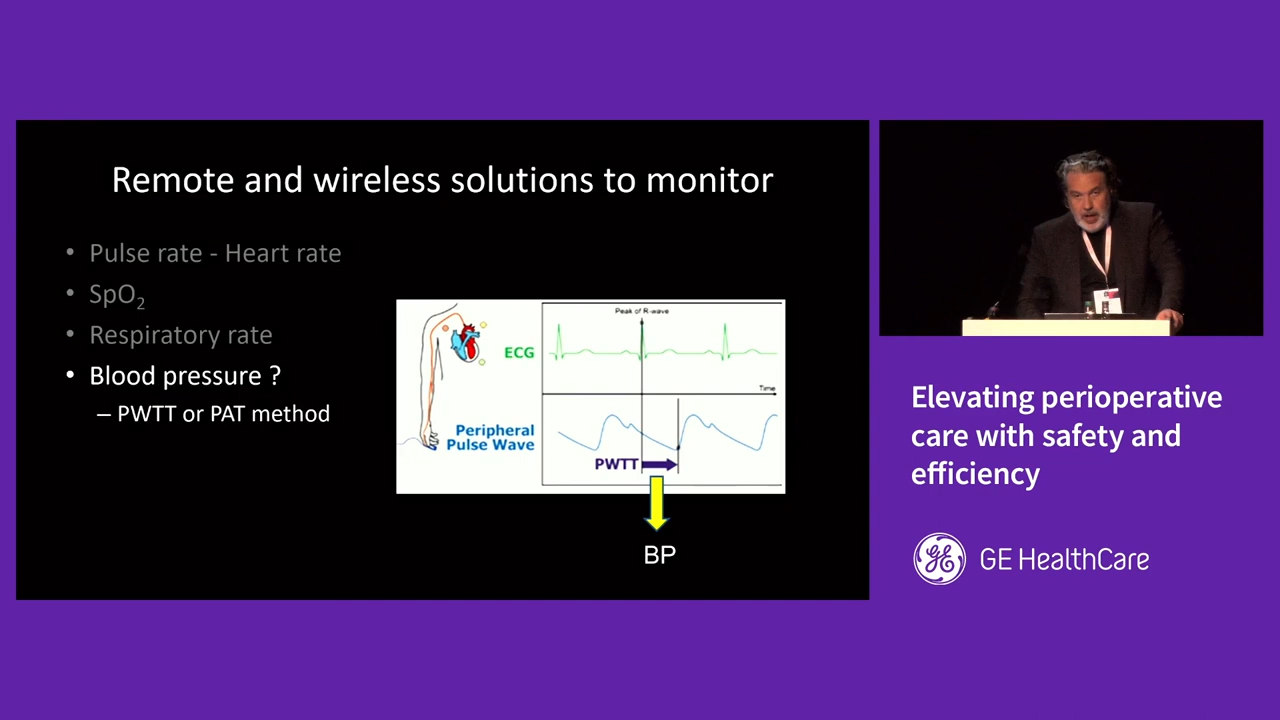 Remote and wireless solutions to monitor
• Pulse rate - Heart rate
• SpO₂
• Respiratory rate
• Blood pressure ?
– PWTT or PAT method
Peak of R-wave
ECG
Time
Peripheral
Pulse Wave
PWTT
BP
Elevating perioperative
care with safety and
efficiency
GE
GE HealthCare